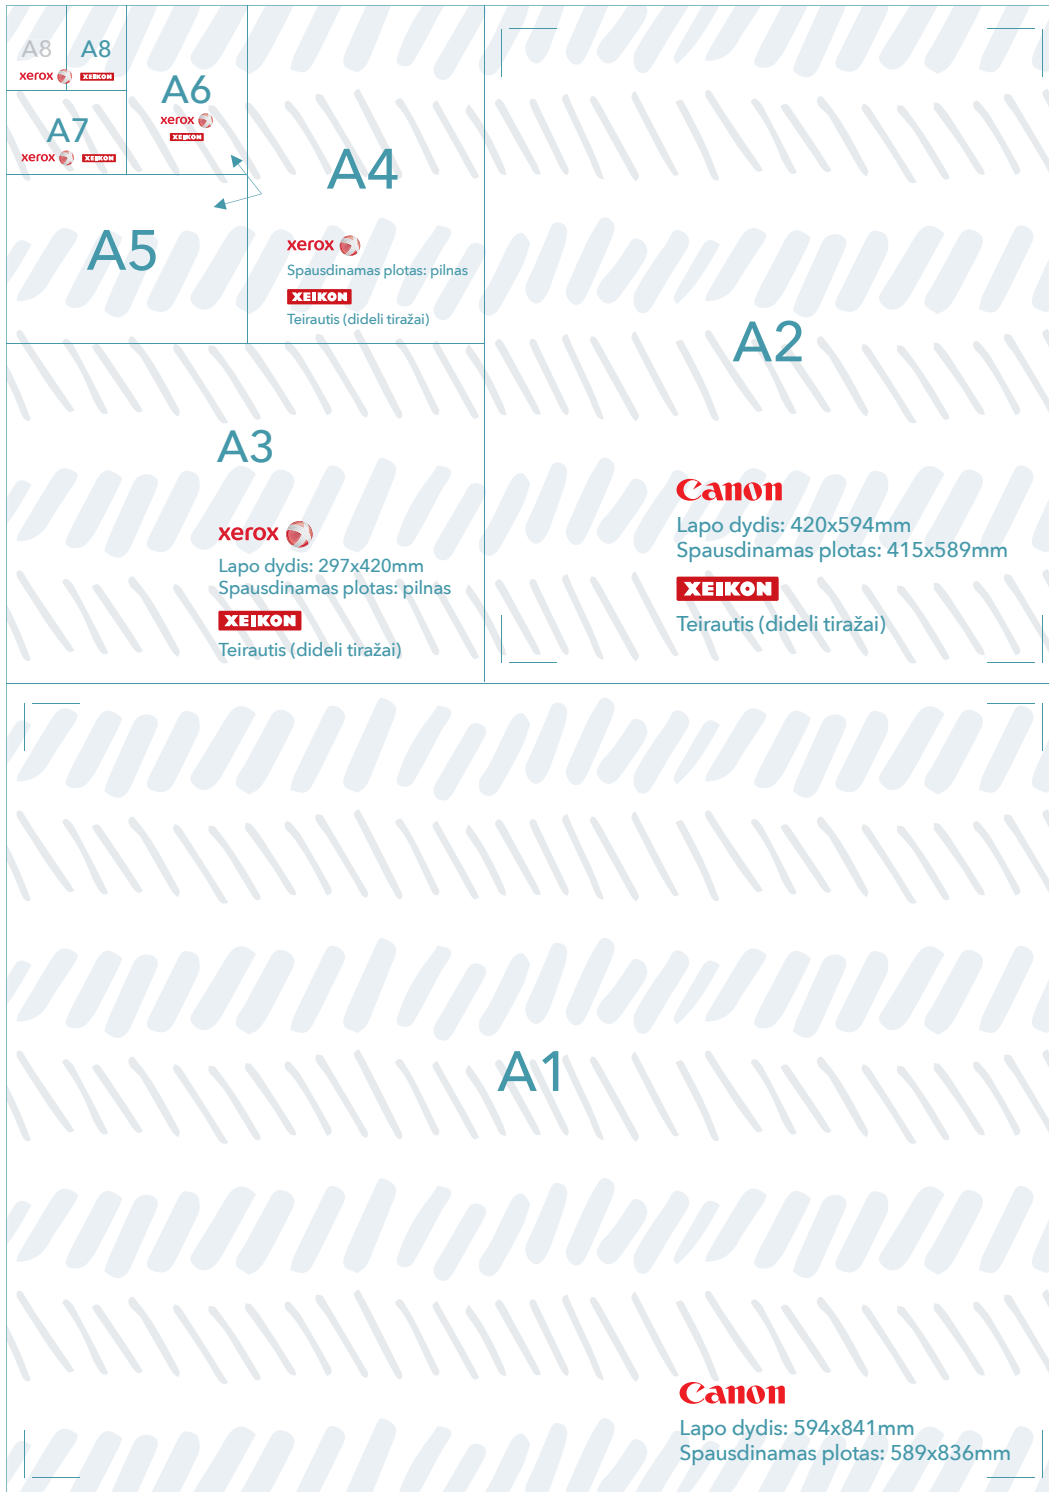 A8
A8
xerox
XEIKON
A7
xerox
XEIKON
A6
xerox
XEIKON
A5
A4
xerox
Spausdinamas plotas: pilnas
XEIKON
Teirautis (dideli tiražai)
A3
xerox
Lapo dydis: 297x420mm
Spausdinamas plotas: pilnas
XEIKON
Teirautis (dideli tiražai)
A2
Canon
Lapo dydis: 420x594mm
Spausdinamas plotas: 415x589mm
XEIKON
Teirautis (dideli tiražai)
A1
Canon
Lapo dydis: 594x841mm
Spausdinamas plotas: 589x836mm